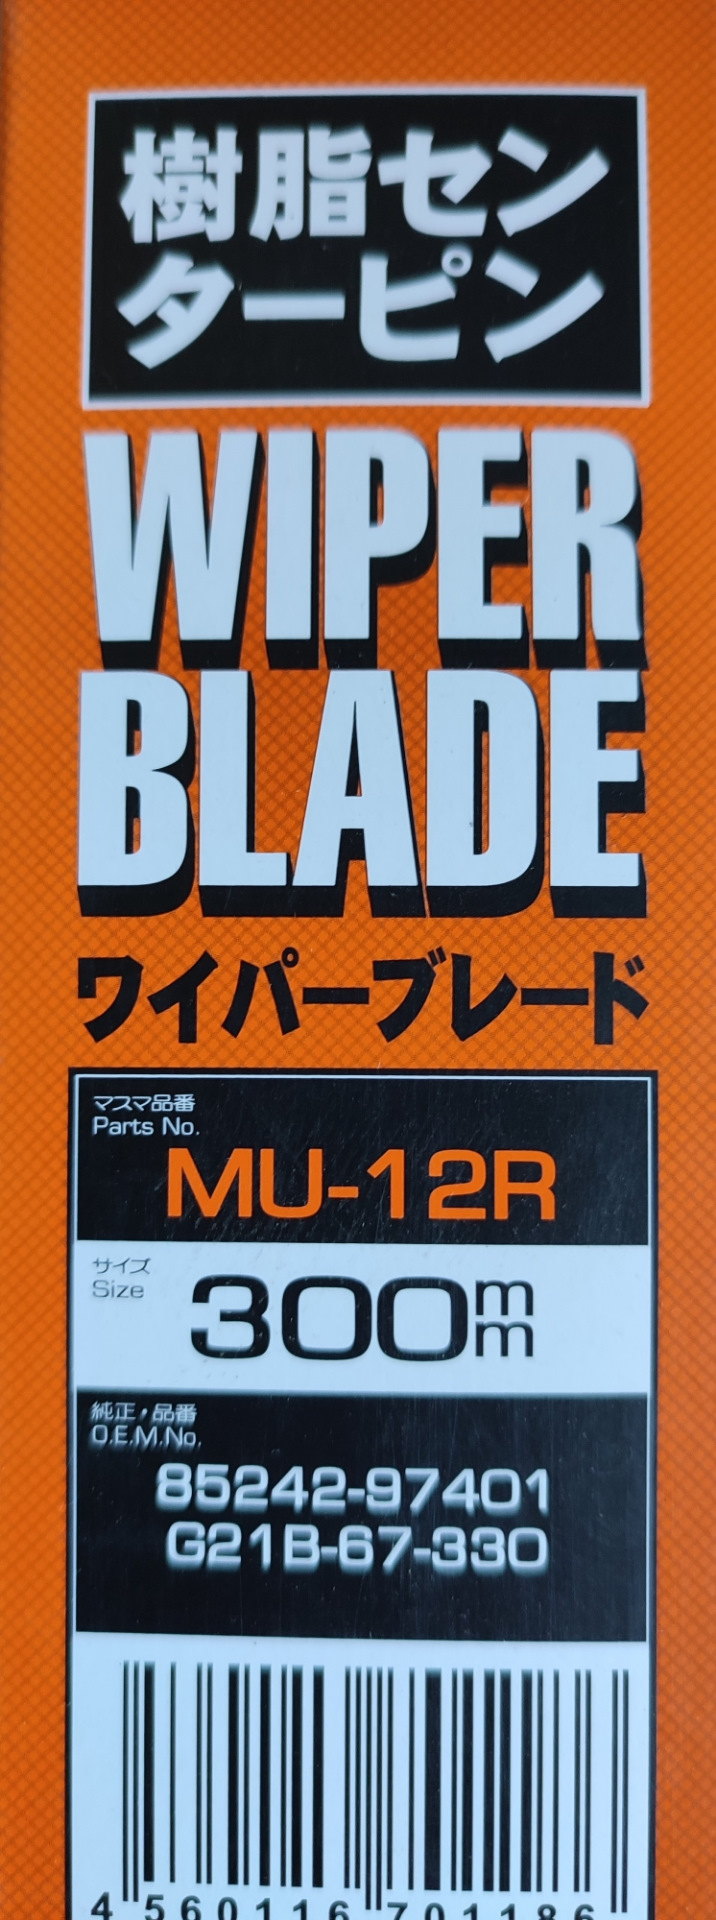 樹脂セン
ターピン
WIPER
BLADE
ワイパーブレード
マスマ品番
Parts No.
MU-12R
サイズ
Size
300mm
純正・品番
O.E.M.No.
85242-97401
G21B-67-330
4 560116 701186